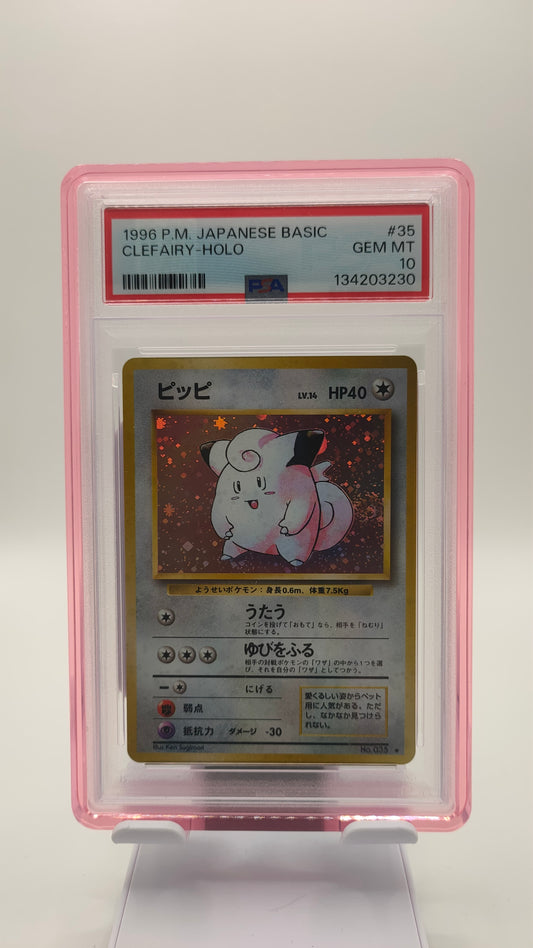 1996 P.M. JAPANESE BASIC #35
CLEFAIRY-HOLO GEM MT
10
PSA
134203230
ピッピ LV.14 HP40
ようせいポケモン：身長0.6m、体重7.5Kg
うたう
コインを投げて「おもて」なら、相手を「ねむり」
状態にする。
ゆびをふる
相手の対戦ポケモンの「ワザ」の中から1つを選
び、それを自分の「ワザ」としてつかう。
にげる
弱点
抵抗力 ダメージ -30
愛くるしい姿からペット
用に人気がある、ただ
し、なかなか見つけら
れない。
Illus. Ken Sugimori
No.035